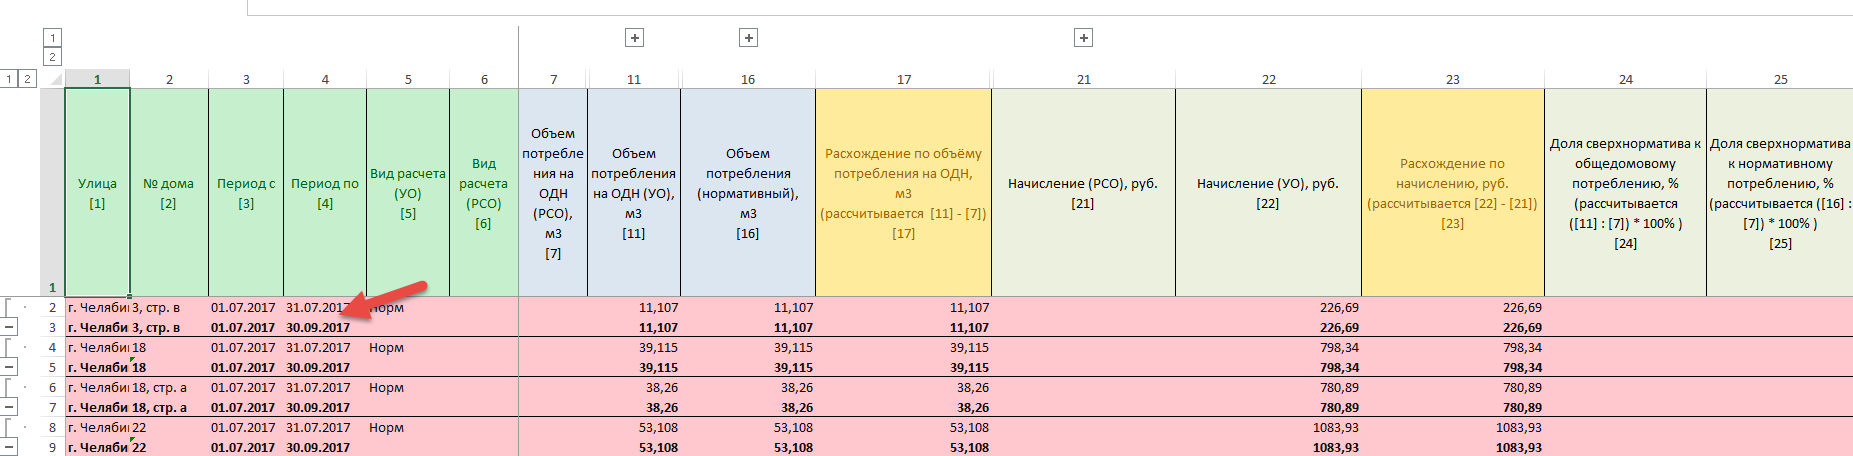 1
2
1 2 1 2 3 4 5 6 7 11 16 17 21 22 23 24 25
1
Улица
[1]
№ дома
[2]
Период с
[3]
Период по
[4]
Вид расчета
(УО)
[5]
Вид
расчета
(РСО)
[6]
Объем
потребле
ния на
ОДН
(РСО),
м3
[7]
Объем
потребления
на ОДН (УО),
м3
[11]
Объем
потребления
(нормативный),
м3
[16]
Расхождение по объёму
потребления на ОДН,
м3
(рассчитывается [11] - [7])
[17]
Начисление (РСО), руб.
[21]
Начисление (УО), руб.
[22]
Расхождение по
начислению, руб.
(рассчитывается [22] - [21])
[23]
Доля сверхнорматива к
общедомовому
потреблению, %
(рассчитывается
([11] : [7]) * 100% )
[24]
Доля сверхнорматива
к нормативному
потреблению, %
(рассчитывается ([16] :
[7]) * 100% )
[25]
2 г. Челяби 3, стр. в 01.07.2017 31.07.2017 Норм 11,107 11,107 11,107 226,69 226,69
3 г. Челяби 3, стр. в 01.07.2017 30.09.2017 11,107 11,107 11,107 226,69 226,69
4 г. Челяби 18 01.07.2017 31.07.2017 Норм 39,115 39,115 39,115 798,34 798,34
5 г. Челяби 18 01.07.2017 30.09.2017 39,115 39,115 39,115 798,34 798,34
6 г. Челяби 18, стр. а 01.07.2017 31.07.2017 Норм 38,26 38,26 38,26 780,89 780,89
7 г. Челяби 18, стр. а 01.07.2017 30.09.2017 38,26 38,26 38,26 780,89 780,89
8 г. Челяби 22 01.07.2017 31.07.2017 Норм 53,108 53,108 53,108 1083,93 1083,93
9 г. Челяби 22 01.07.2017 30.09.2017 53,108 53,108 53,108 1083,93 1083,93